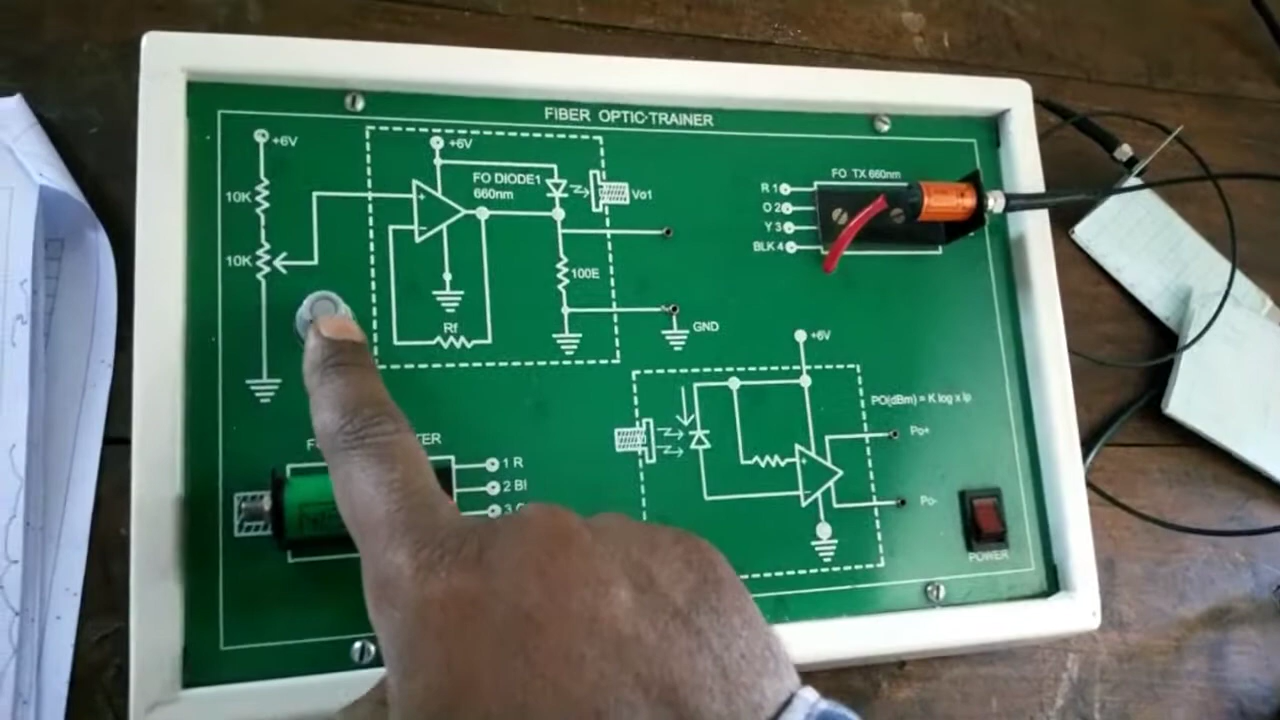 FIBER OPTIC-TRAINER
+6V
+6V
FO DIODE1
660nm
Vo1
10K
10K
100E
Rf
GND
FO TX 660nm
R 1
O 2
Y 3
BLK 4
+6V
PO(dBm) = K log x Ip
Po+
Po-
1 R
2 Bl
POWER